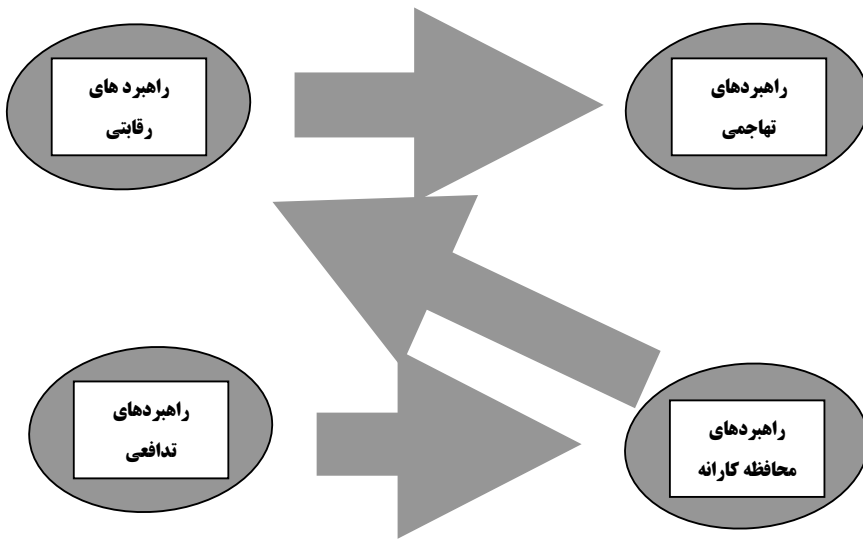 راهبردهای
تهاجمی
راهبرد های
رقابتی
راهبردهای
محافظه کارانه
راهبردهای
تدافعی